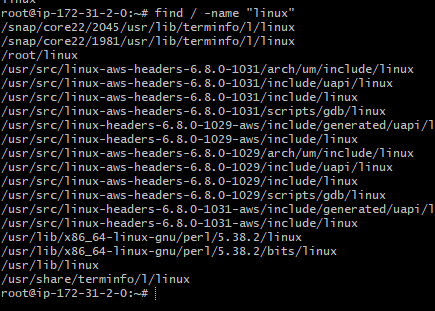 root@ip-172-31-2-0:~# find / -name "linux"
/snap/core22/2045/usr/lib/terminfo/l/linux
/snap/core22/1981/usr/lib/terminfo/l/linux
/root/linux
/usr/src/linux-aws-headers-6.8.0-1031/arch/um/include/linux
/usr/src/linux-aws-headers-6.8.0-1031/include/uapi/linux
/usr/src/linux-aws-headers-6.8.0-1031/include/linux
/usr/src/linux-aws-headers-6.8.0-1031/scripts/gdb/linux
/usr/src/linux-headers-6.8.0-1029-aws/include/generated/uapi/l
/usr/src/linux-headers-6.8.0-1029-aws/include/linux
/usr/src/linux-aws-headers-6.8.0-1029/arch/um/include/linux
/usr/src/linux-aws-headers-6.8.0-1029/include/uapi/linux
/usr/src/linux-aws-headers-6.8.0-1029/include/linux
/usr/src/linux-aws-headers-6.8.0-1029/scripts/gdb/linux
/usr/src/linux-headers-6.8.0-1031-aws/include/generated/uapi/l
/usr/src/linux-headers-6.8.0-1031-aws/include/linux
/usr/lib/x86_64-linux-gnu/perl/5.38.2/linux
/usr/lib/x86_64-linux-gnu/perl/5.38.2/bits/linux
/usr/lib/linux
/usr/share/terminfo/l/linux
root@ip-172-31-2-0:~#